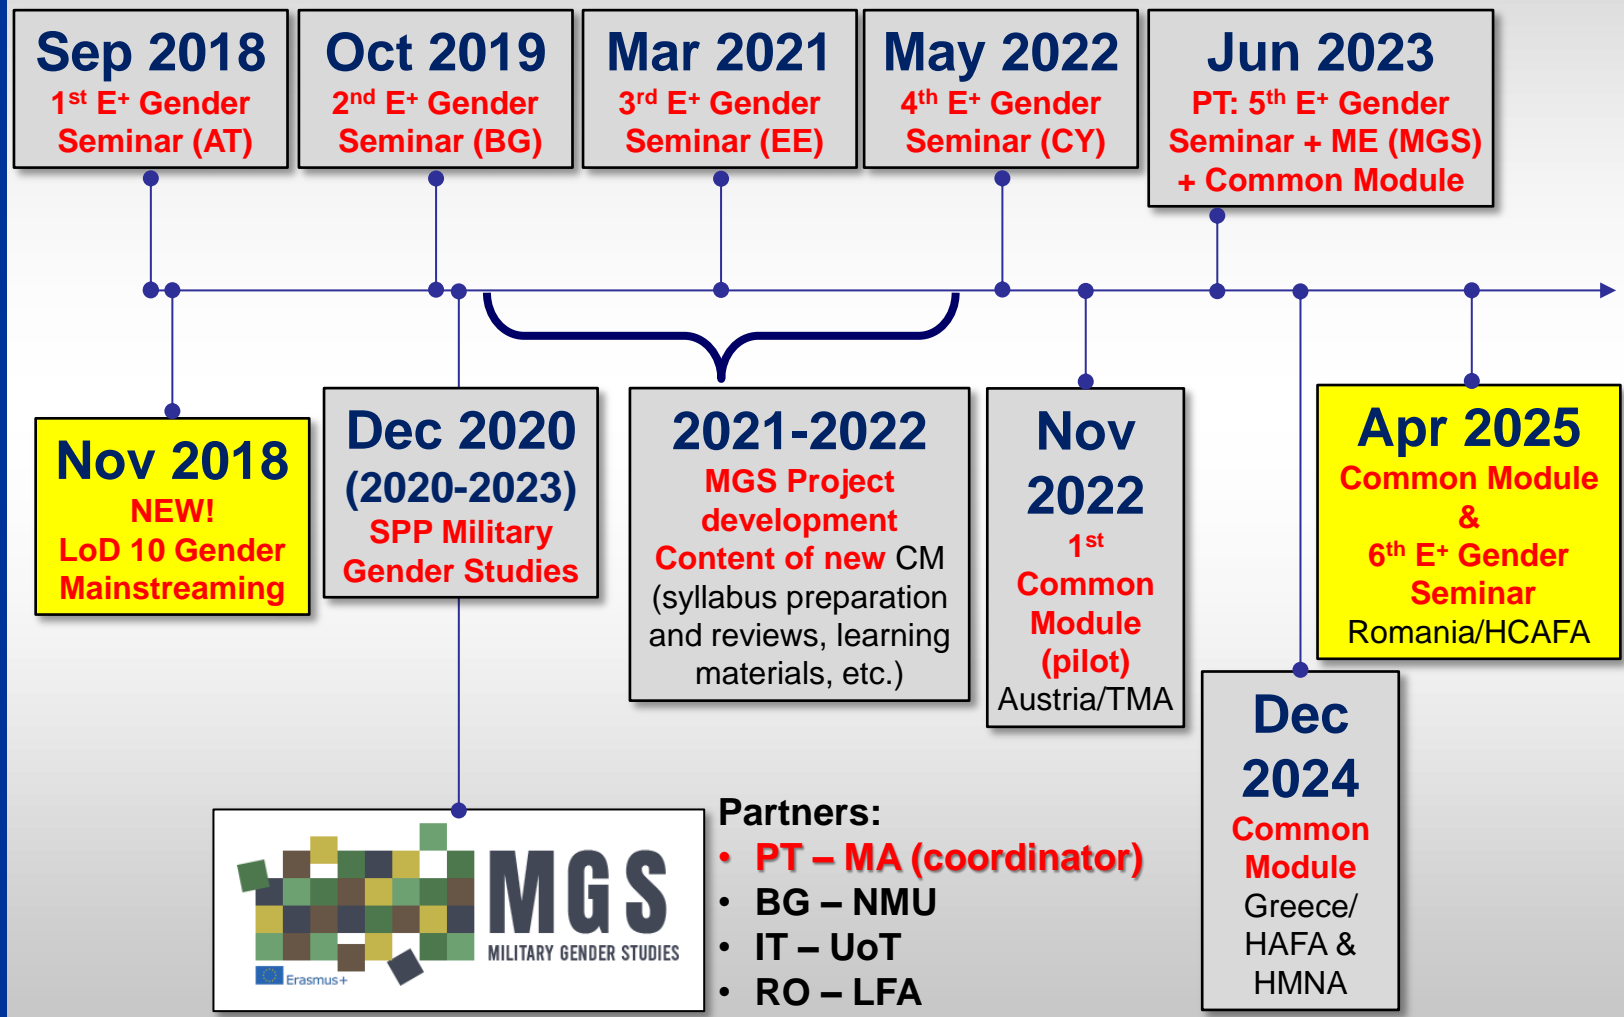 Sep 2018
1st E+ Gender
Seminar (AT)
Oct 2019
2nd E+ Gender
Seminar (BG)
Mar 2021
3rd E+ Gender
Seminar (EE)
May 2022
4th E+ Gender
Seminar (CY)
Jun 2023
PT: 5th E+ Gender
Seminar + ME (MGS)
+ Common Module
Nov 2018
NEW!
LoD 10 Gender
Mainstreaming
Dec 2020
(2020-2023)
SPP Military
Gender Studies
2021-2022
MGS Project
development
Content of new CM
(syllabus preparation
and reviews, learning
materials, etc.)
Nov
2022
1st
Common
Module
(pilot)
Austria/TMA
Dec
2024
Common
Module
Greece/
HAFA &
HMNA
Apr 2025
Common Module
&
6th E+ Gender
Seminar
Romania/HCAFA
MGS
MILITARY GENDER STUDIES
Erasmus+
Partners:
• PT – MA (coordinator)
• BG – NMU
• IT – UoT
• RO – LFA